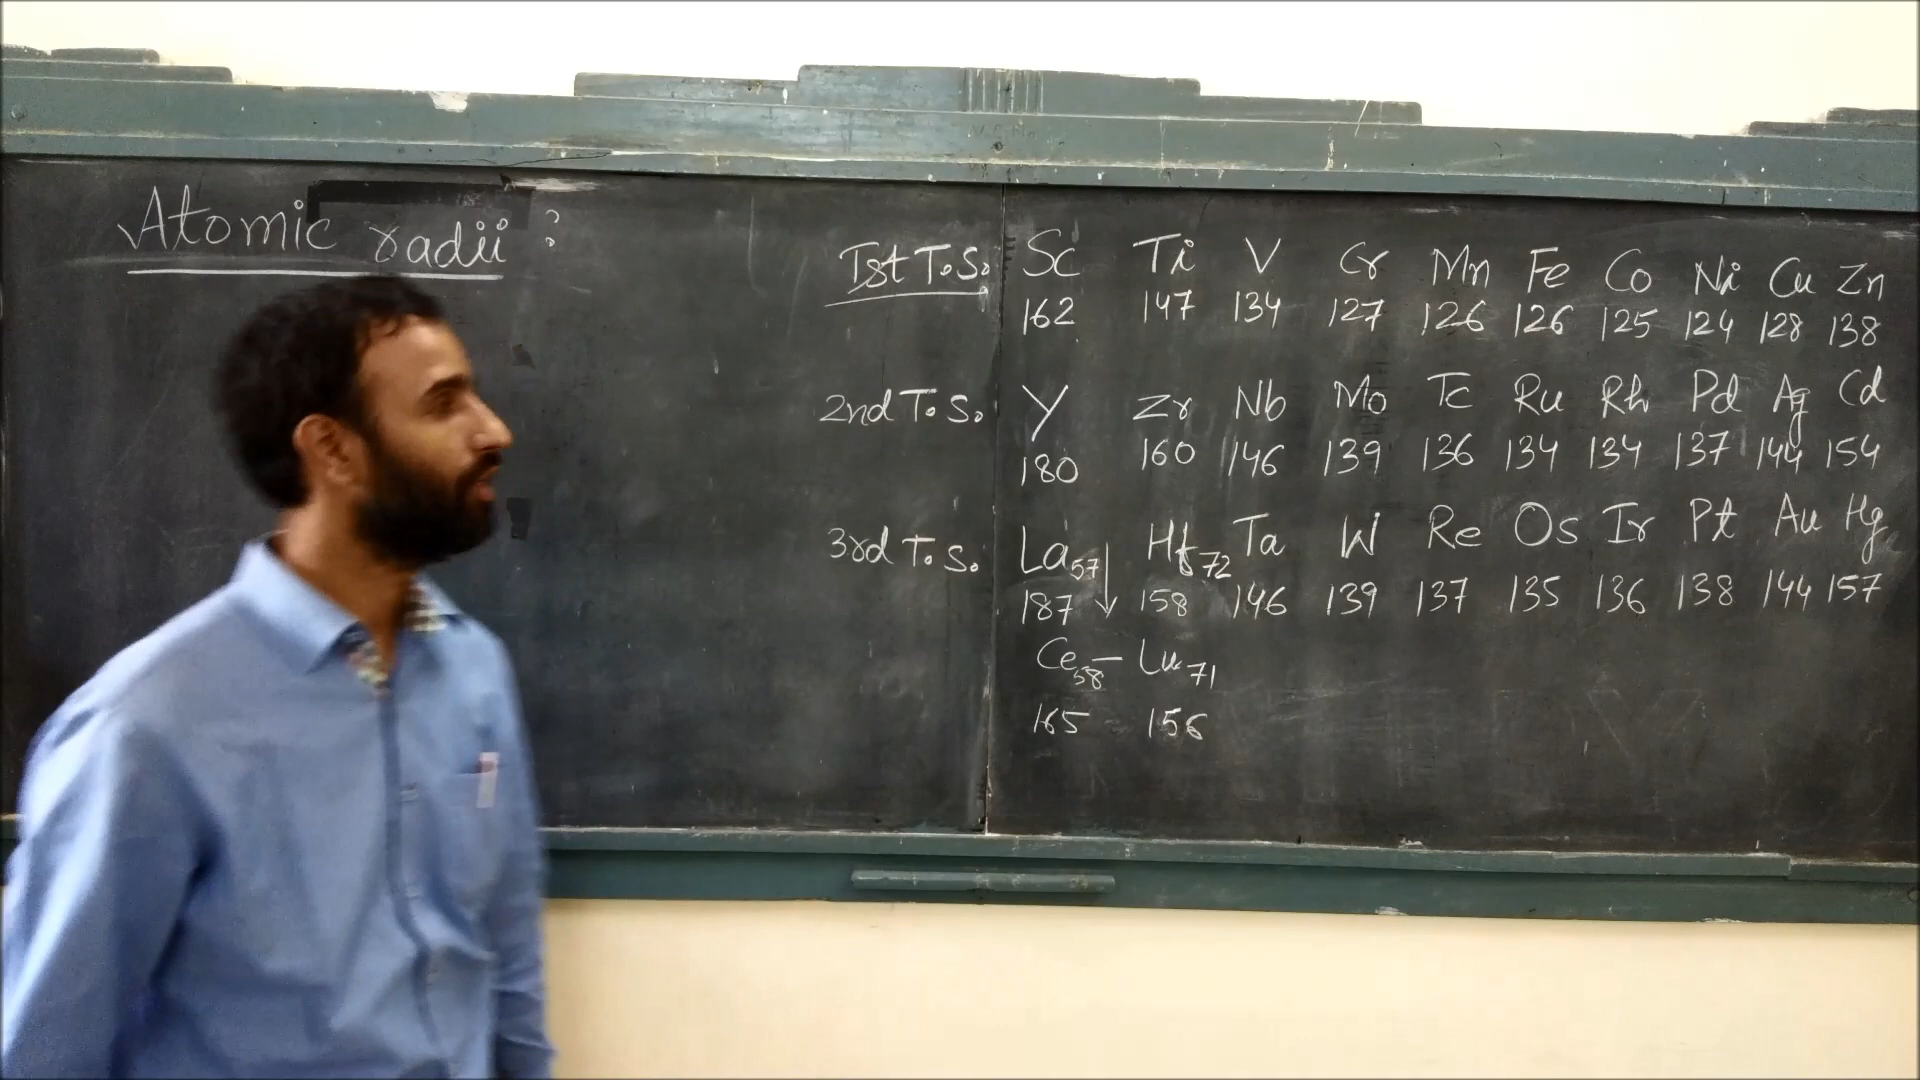 Atomic radii :
Ist T.S. Sc Ti V Cr Mn Fe Co Ni Cu Zn
162 147 134 127 126 126 125 124 128 138
2nd T.S. Y Zr Nb Mo Tc Ru Rh Pd Ag Cd
180 160 146 139 136 134 134 137 144 154
3rd T.S. La57 Hf72 Ta W Re Os Ir Pt Au Hg
187 158 146 139 137 135 136 138 144 157
Ce58 – Lu71
165 156